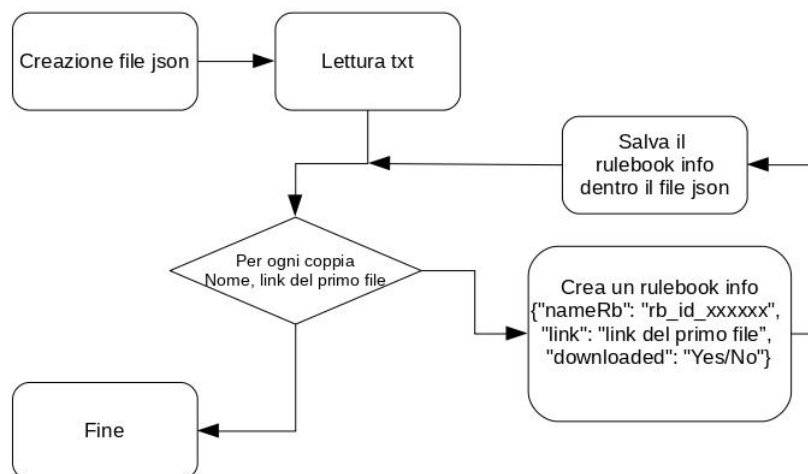 Creazione file json
Lettura txt
Salva il
rulebook info
dentro il file json
Per ogni coppia
Nome, link del primo file
Crea un rulebook info
{"nameRb": "rb_id_xxxxxx",
"link": "link del primo file”,
"downloaded": "Yes/No"}
Fine